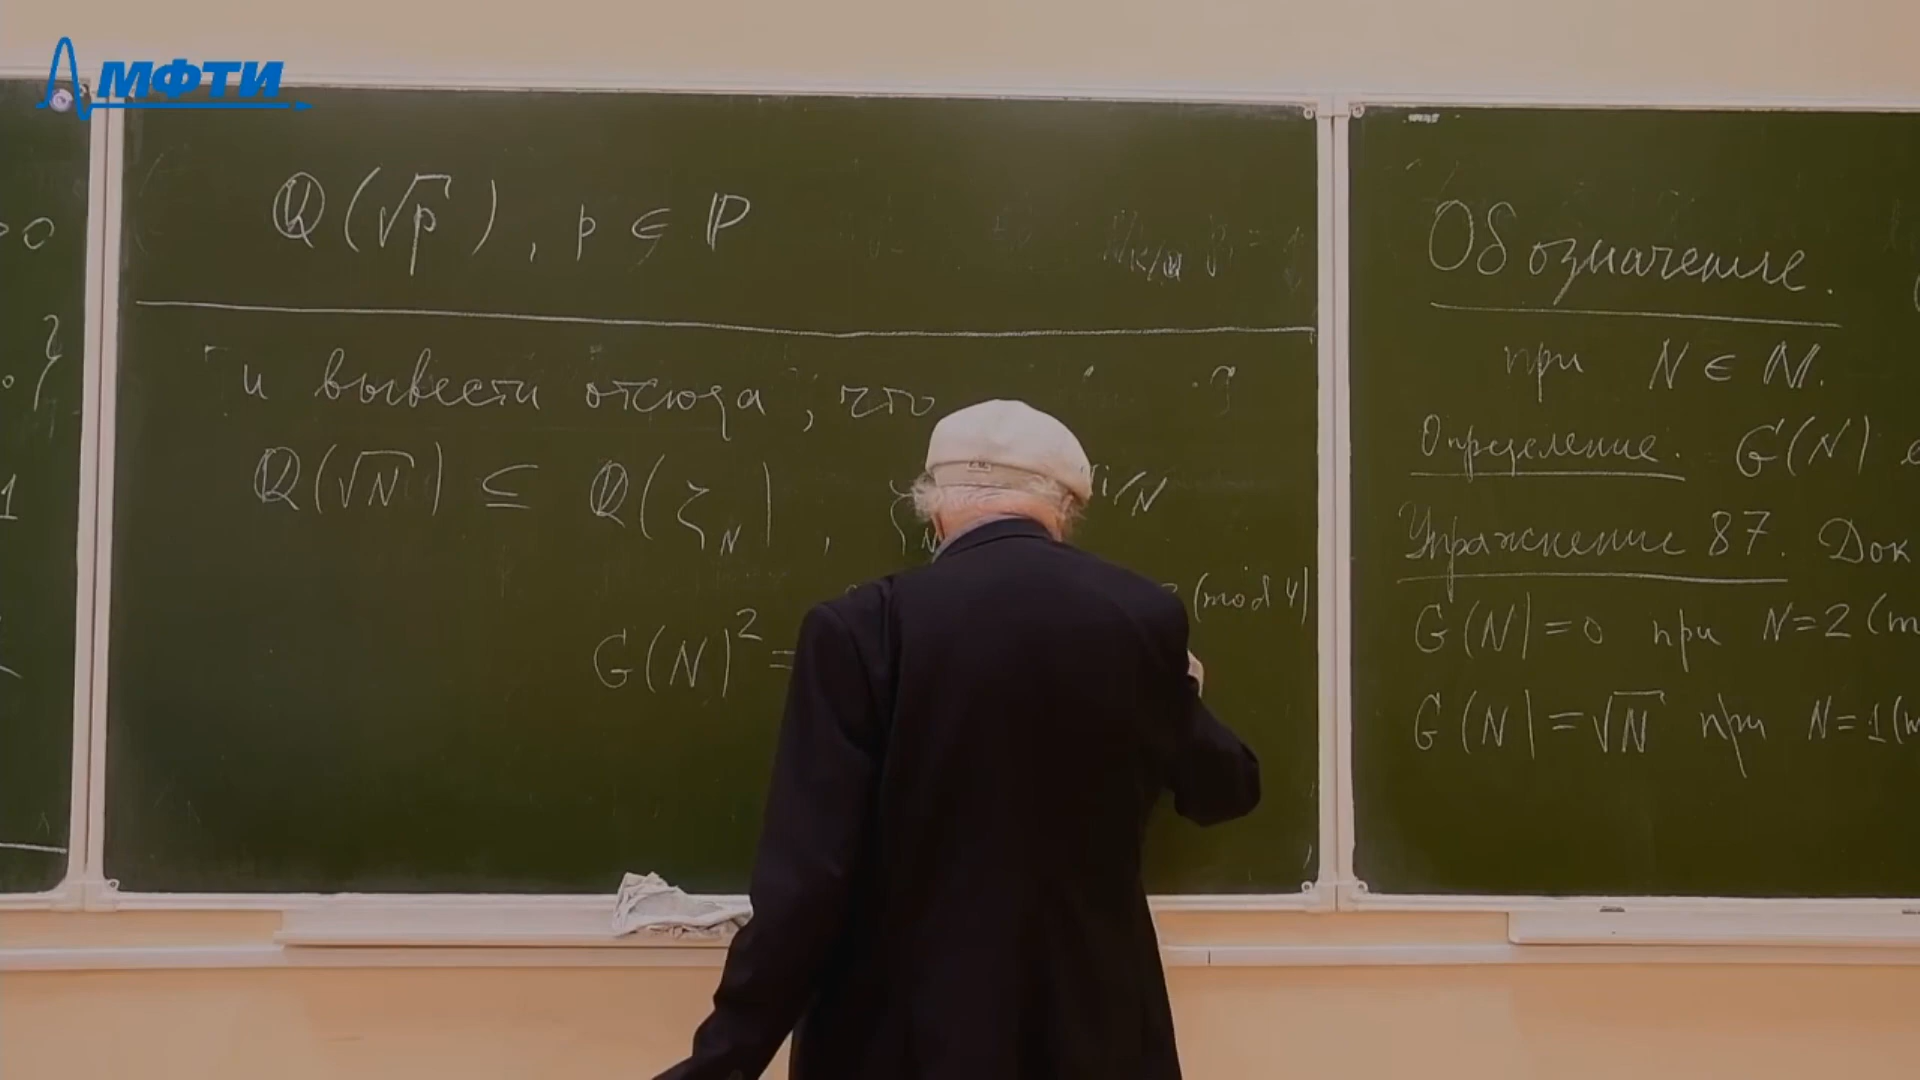 МФТИ
Q(√p), p ∈ P
и вывести отсюда, что
Q(√N) ⊆ Q(ζ_N), ζ_N
i/N
(mod 4)
G(N)² =
Обозначение.
при N ∈ N.
Определение. G(N)
Упражнение 87. Док
G(N) = 0 при N = 2 (m
G(N) = √N при N = 1 (m